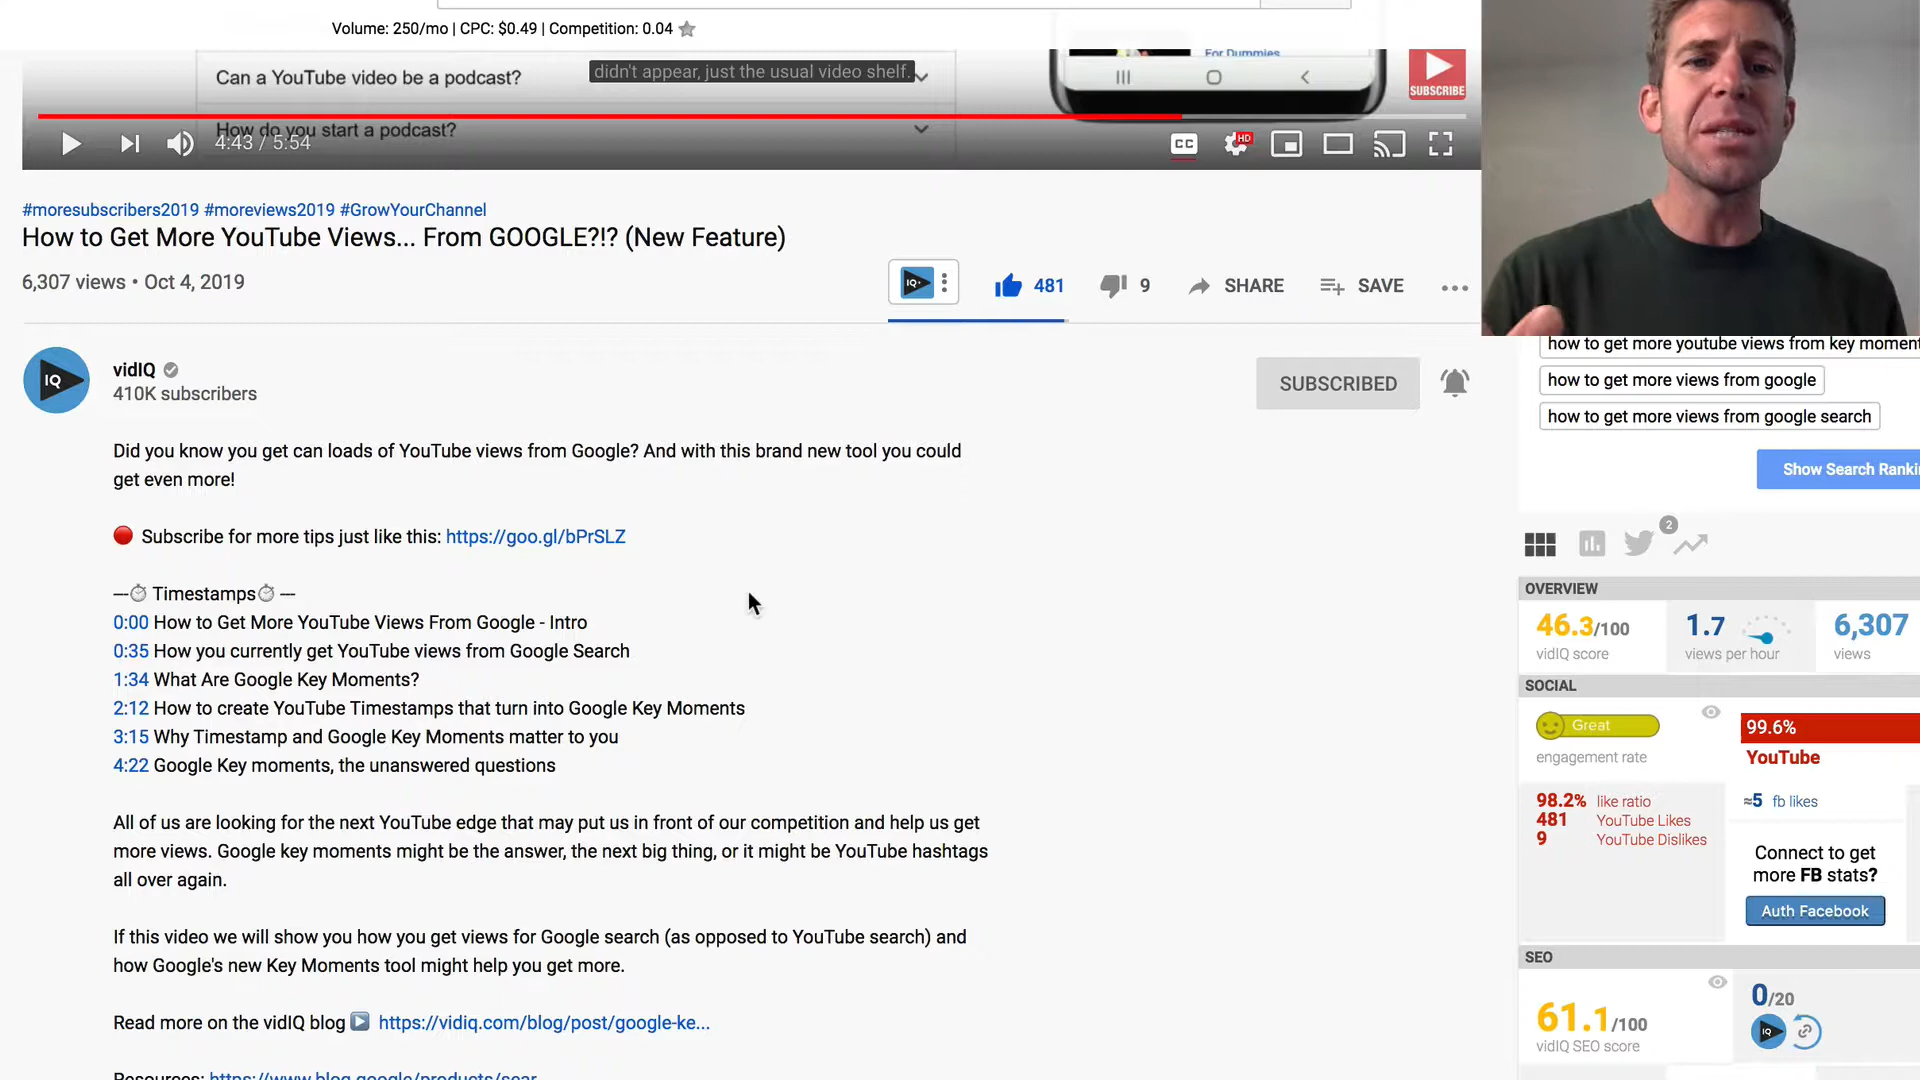 Volume: 250/mo | CPC: $0.49 | Competition: 0.04
For Dummies
Can a YouTube video be a podcast?
didn't appear, just the usual video shelf.
SUBSCRIBE
How do you start a podcast?
4:43 / 5:54
CC
HD
#moresubscribers2019 #moreviews2019 #GrowYourChannel
How to Get More YouTube Views... From GOOGLE?!? (New Feature)
6,307 views • Oct 4, 2019
IQ
481
9
SHARE
SAVE
IQ
vidIQ
410K subscribers
SUBSCRIBED
how to get more youtube views from key moment
how to get more views from google
how to get more views from google search
Show Search Ranki
Did you know you get can loads of YouTube views from Google? And with this brand new tool you could
get even more!
Subscribe for more tips just like this: https://goo.gl/bPrSLZ
—⏱ Timestamps⏱ —
0:00 How to Get More YouTube Views From Google - Intro
0:35 How you currently get YouTube views from Google Search
1:34 What Are Google Key Moments?
2:12 How to create YouTube Timestamps that turn into Google Key Moments
3:15 Why Timestamp and Google Key Moments matter to you
4:22 Google Key moments, the unanswered questions
All of us are looking for the next YouTube edge that may put us in front of our competition and help us get
more views. Google key moments might be the answer, the next big thing, or it might be YouTube hashtags
all over again.
If this video we will show you how you get views for Google search (as opposed to YouTube search) and
how Google's new Key Moments tool might help you get more.
Read more on the vidIQ blog ▶ https://vidiq.com/blog/post/google-ke...
Resources: https://www.blog.google/products/sear
2
OVERVIEW
46.3/100
vidIQ score
1.7
views per hour
6,307
views
SOCIAL
Great
engagement rate
99.6%
YouTube
98.2% like ratio
481 YouTube Likes
9 YouTube Dislikes
≈5 fb likes
Connect to get
more FB stats?
Auth Facebook
SEO
61.1/100
vidIQ SEO score
0/20
IQ